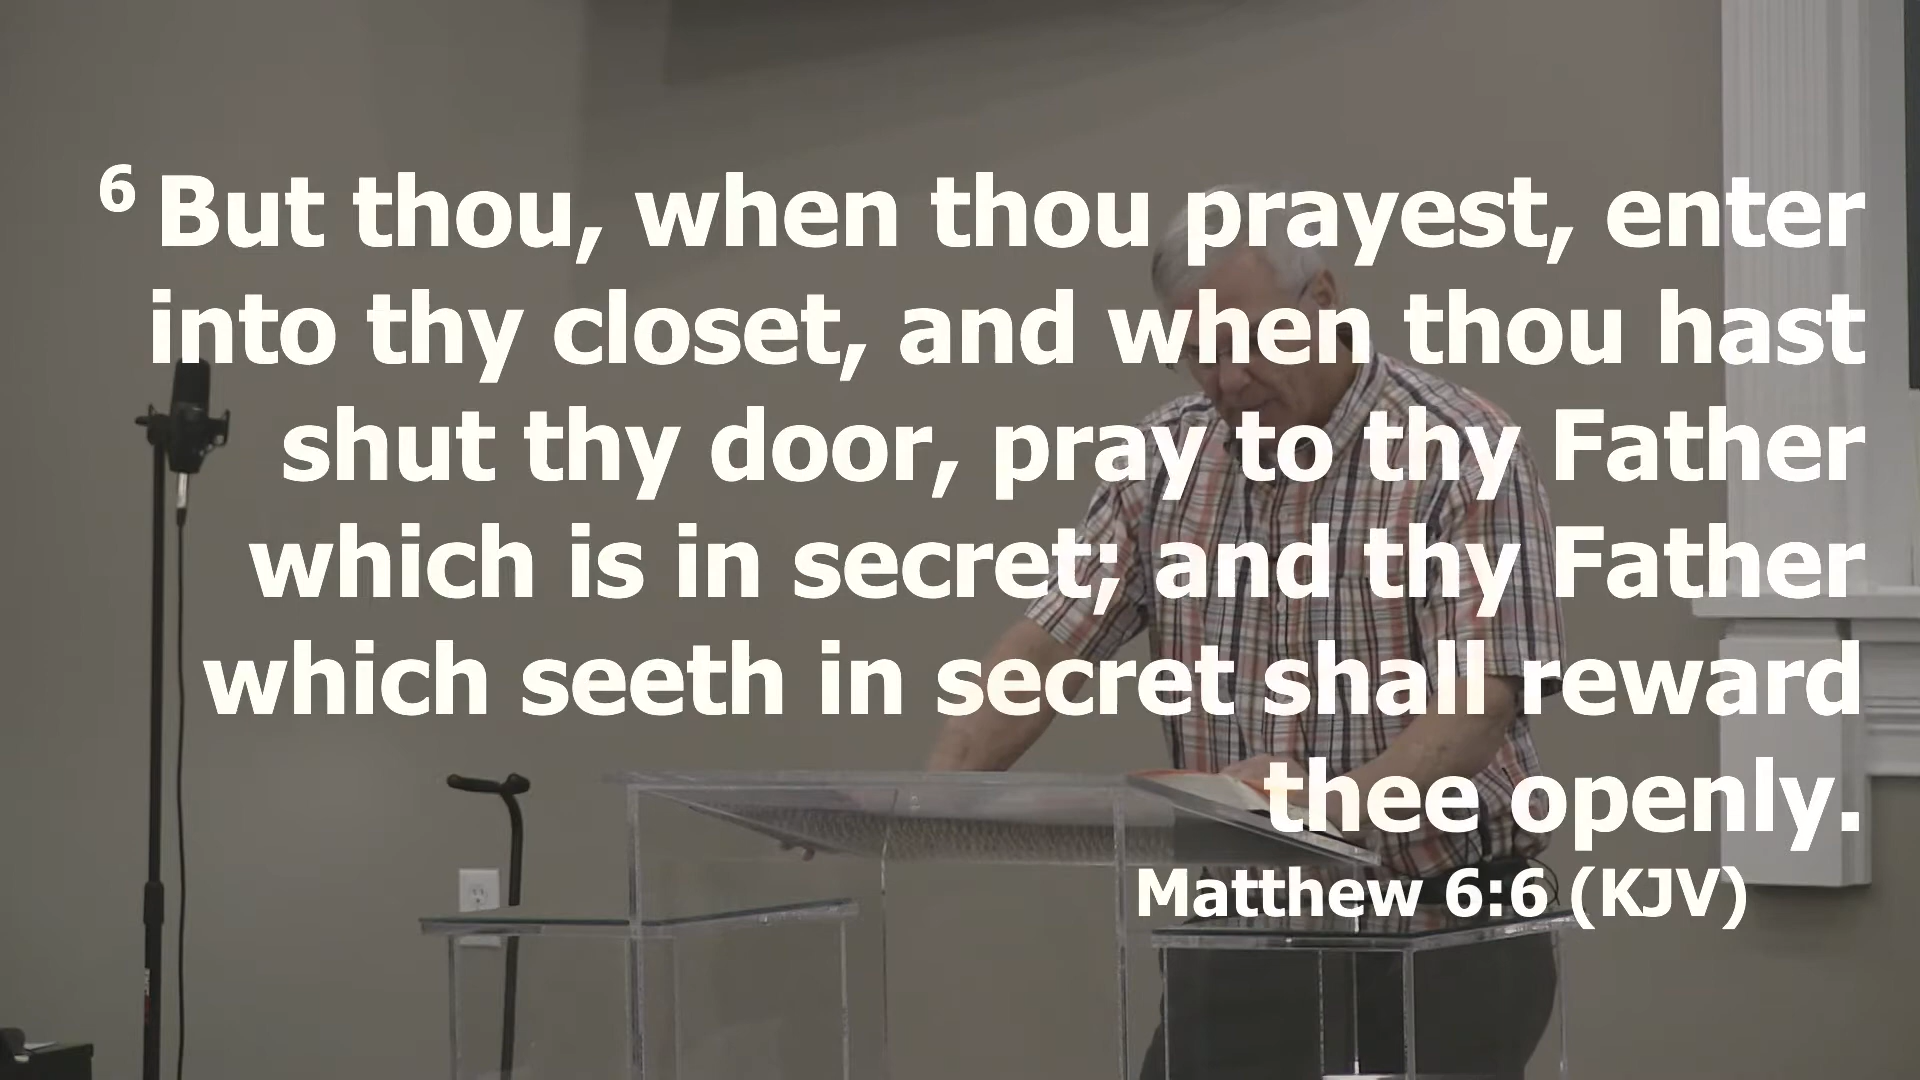 6 But thou, when thou prayest, enter
into thy closet, and when thou hast
shut thy door, pray to thy Father
which is in secret; and thy Father
which seeth in secret shall reward
thee openly.
Matthew 6:6 (KJV)